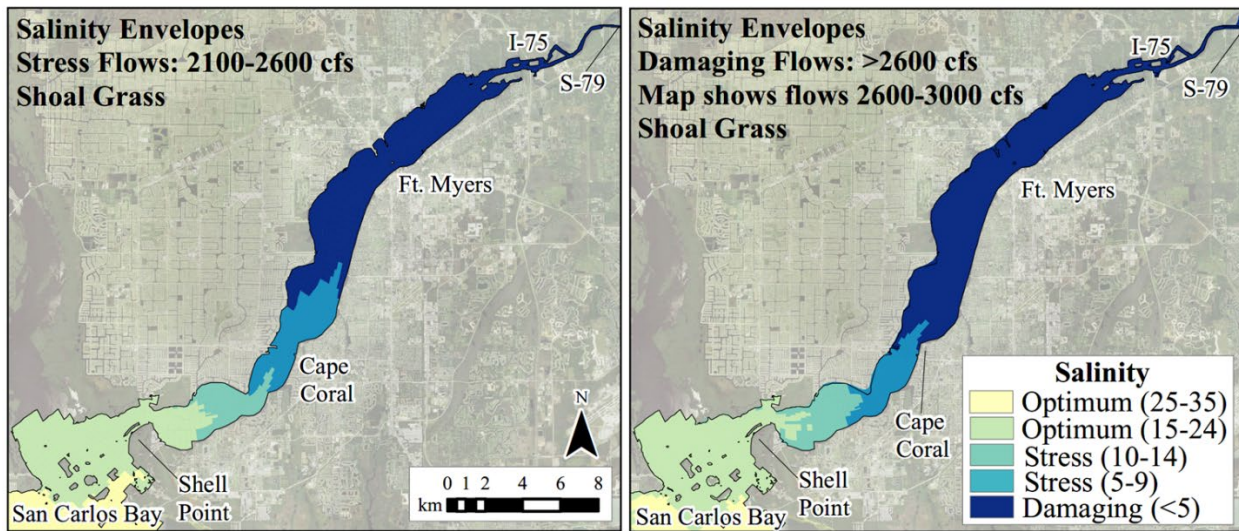 Salinity Envelopes
Stress Flows: 2100-2600 cfs
Shoal Grass
I-75
S-79
Ft. Myers
Cape
Coral
N
0 1 2 4 6 8
km
Shell
Point
San Carlos Bay
Salinity Envelopes
Damaging Flows: >2600 cfs
Map shows flows 2600-3000 cfs
Shoal Grass
I-75
S-79
Ft. Myers
Cape
Coral
Shell
Point
San Carlos Bay
Salinity
Optimum (25-35)
Optimum (15-24)
Stress (10-14)
Stress (5-9)
Damaging (<5)